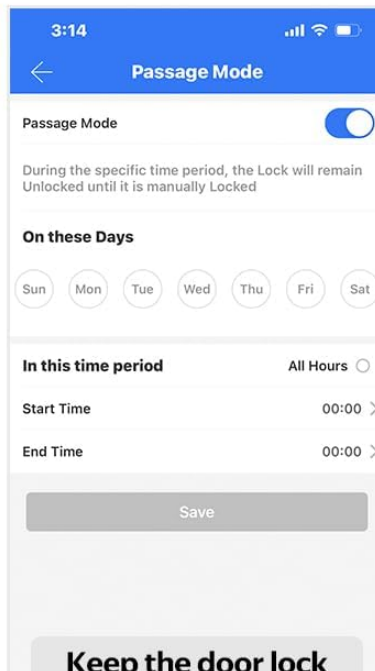 3:14
Passage Mode
Passage Mode
During the specific time period, the Lock will remain
Unlocked until it is manually Locked
On these Days
Sun Mon Tue Wed Thu Fri Sat
In this time period All Hours
Start Time 00:00
End Time 00:00
Save
Keep the door lock